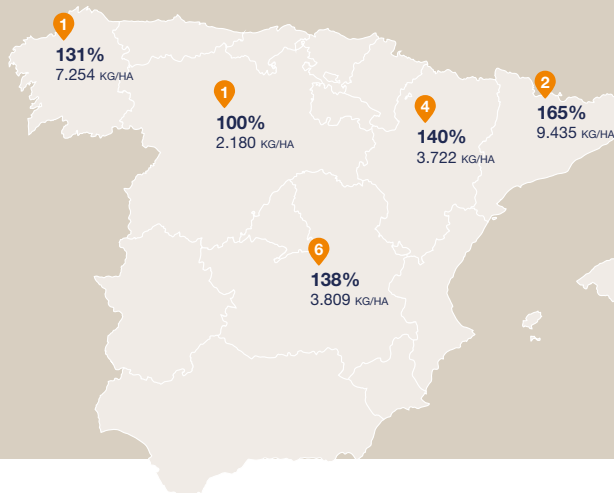 1
131%
7.254 KG/HA
1
100%
2.180 KG/HA
4
140%
3.722 KG/HA
2
165%
9.435 KG/HA
6
138%
3.809 KG/HA